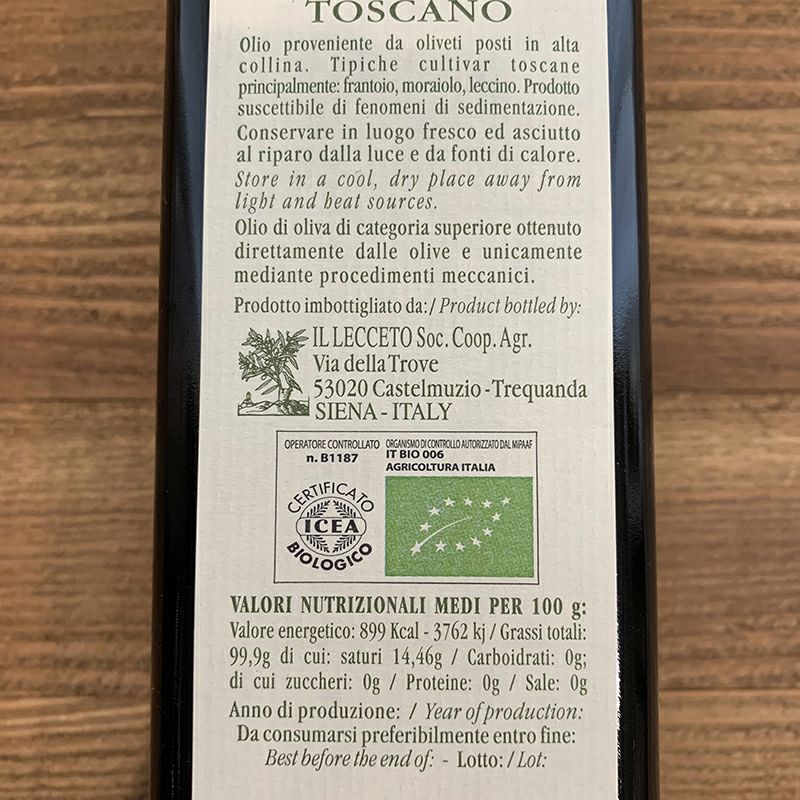 TOSCANO
Olio proveniente da oliveti posti in alta
collina. Tipiche cultivar toscane
principalmente: frantoio, moraiolo, leccino. Prodotto
suscettibile di fenomeni di sedimentazione.
Conservare in luogo fresco ed asciutto
al riparo dalla luce e da fonti di calore.
Store in a cool, dry place away from
light and heat sources.
Olio di oliva di categoria superiore ottenuto
direttamente dalle olive e unicamente
mediante procedimenti meccanici.
Prodotto imbottigliato da:/ Product bottled by:
IL LECCETO Soc. Coop. Agr.
Via della Trove
53020 Castelmuzio - Trequanda
SIENA - ITALY
OPERATORE CONTROLLATO
n. B1187
ORGANISMO DI CONTROLLO AUTORIZZATO DAL MiPAAF
IT BIO 006
AGRICOLTURA ITALIA
CERTIFICATO
ICEA
BIOLOGICO
VALORI NUTRIZIONALI MEDI PER 100 g:
Valore energetico: 899 Kcal - 3762 kj / Grassi totali:
99,9g di cui: saturi 14,46g / Carboidrati: 0g;
di cui zuccheri: 0g / Proteine: 0g / Sale: 0g
Anno di produzione: / Year of production:
Da consumarsi preferibilmente entro fine:
Best before the end of: - Lotto: / Lot: